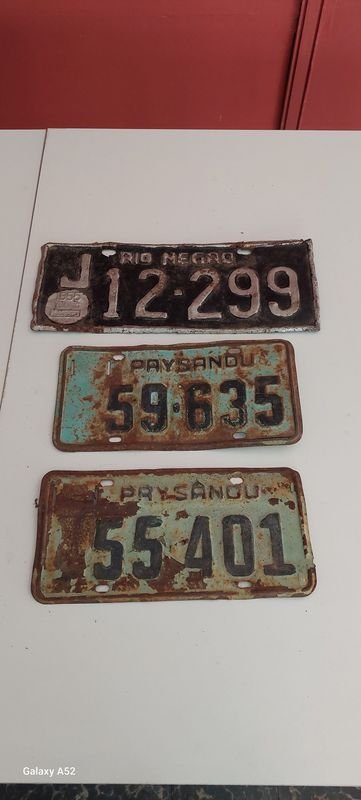 RIO NEGRO
J 12-299
PAYSANDU
59·635
PAYSANDU
55 401
Galaxy A52